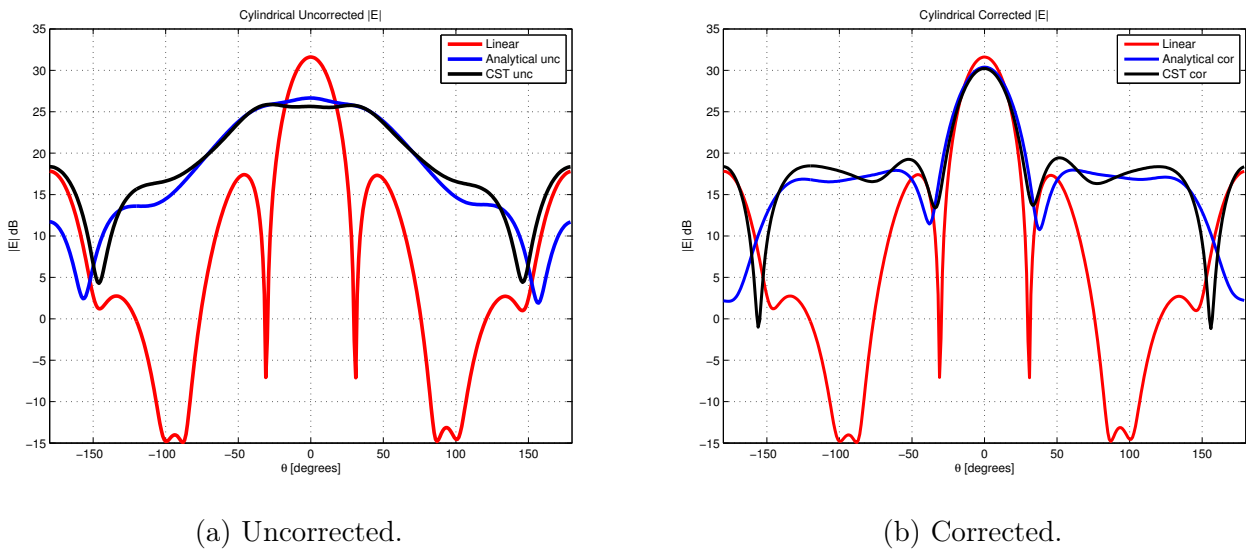 Cylindrical Uncorrected |E|
35
30
25
20
15
10
5
0
−5
−10
−15
|E| dB
−150
−100
−50
0
50
100
150
θ [degrees]
Linear
Analytical unc
CST unc
(a) Uncorrected.
Cylindrical Corrected |E|
35
30
25
20
15
10
5
0
−5
−10
−15
|E| dB
−150
−100
−50
0
50
100
150
θ [degrees]
Linear
Analytical cor
CST cor
(b) Corrected.